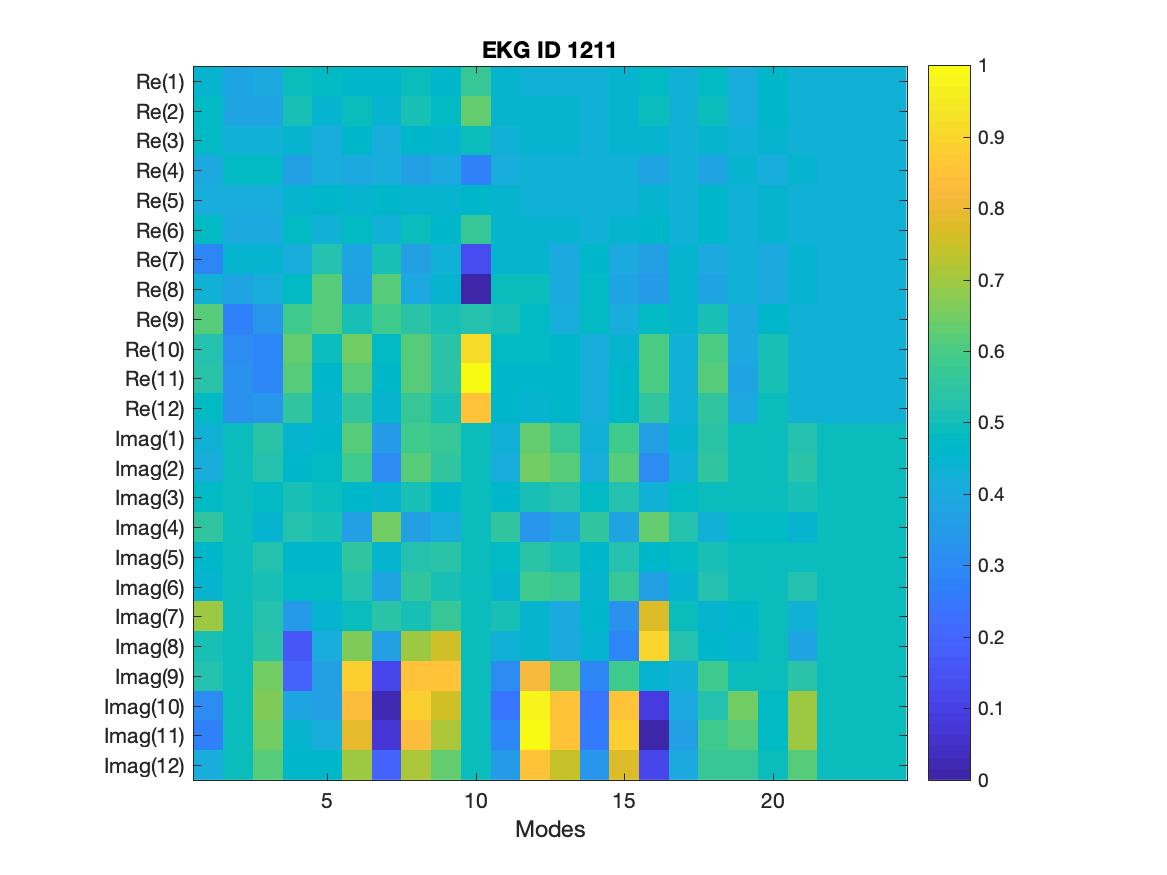 EKG ID 1211
Re(1)
Re(2)
Re(3)
Re(4)
Re(5)
Re(6)
Re(7)
Re(8)
Re(9)
Re(10)
Re(11)
Re(12)
Imag(1)
Imag(2)
Imag(3)
Imag(4)
Imag(5)
Imag(6)
Imag(7)
Imag(8)
Imag(9)
Imag(10)
Imag(11)
Imag(12)
5 10 15 20
Modes
1
0.9
0.8
0.7
0.6
0.5
0.4
0.3
0.2
0.1
0